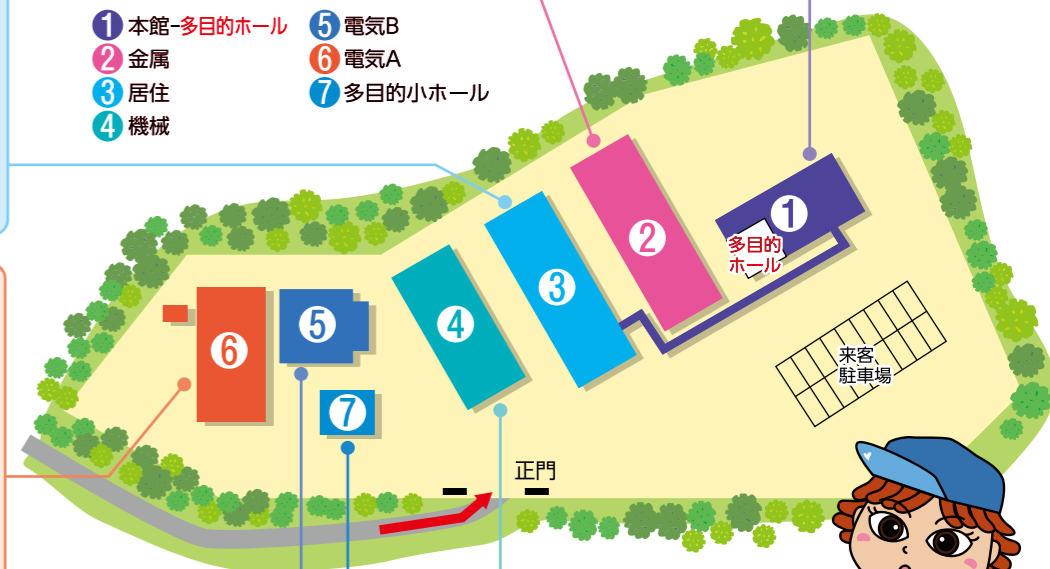 1 本館-多目的ホール
2 金属
3 居住
4 機械
5 電気B
6 電気A
7 多目的小ホール
1
多目的
ホール
2
3
4
5
6
7
来客
駐車場
正門